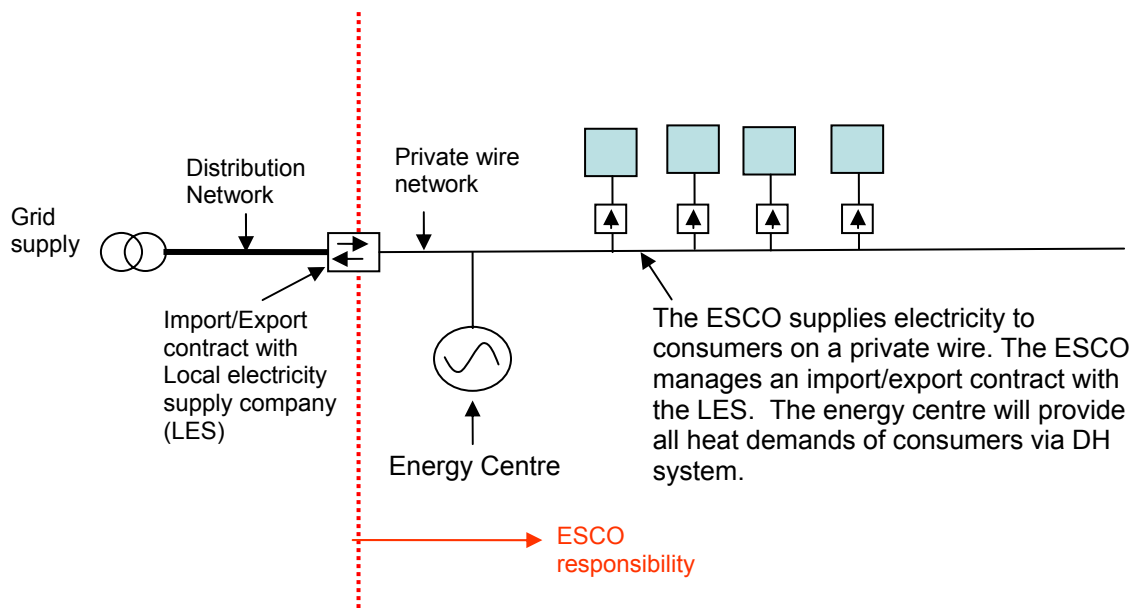 Distribution
Network
Private wire
network
Grid
supply
Import/Export
contract with
Local electricity
supply company
(LES)
Energy Centre
The ESCO supplies electricity to
consumers on a private wire. The ESCO
manages an import/export contract with
the LES.  The energy centre will provide
all heat demands of consumers via DH
system.
ESCO
responsibility